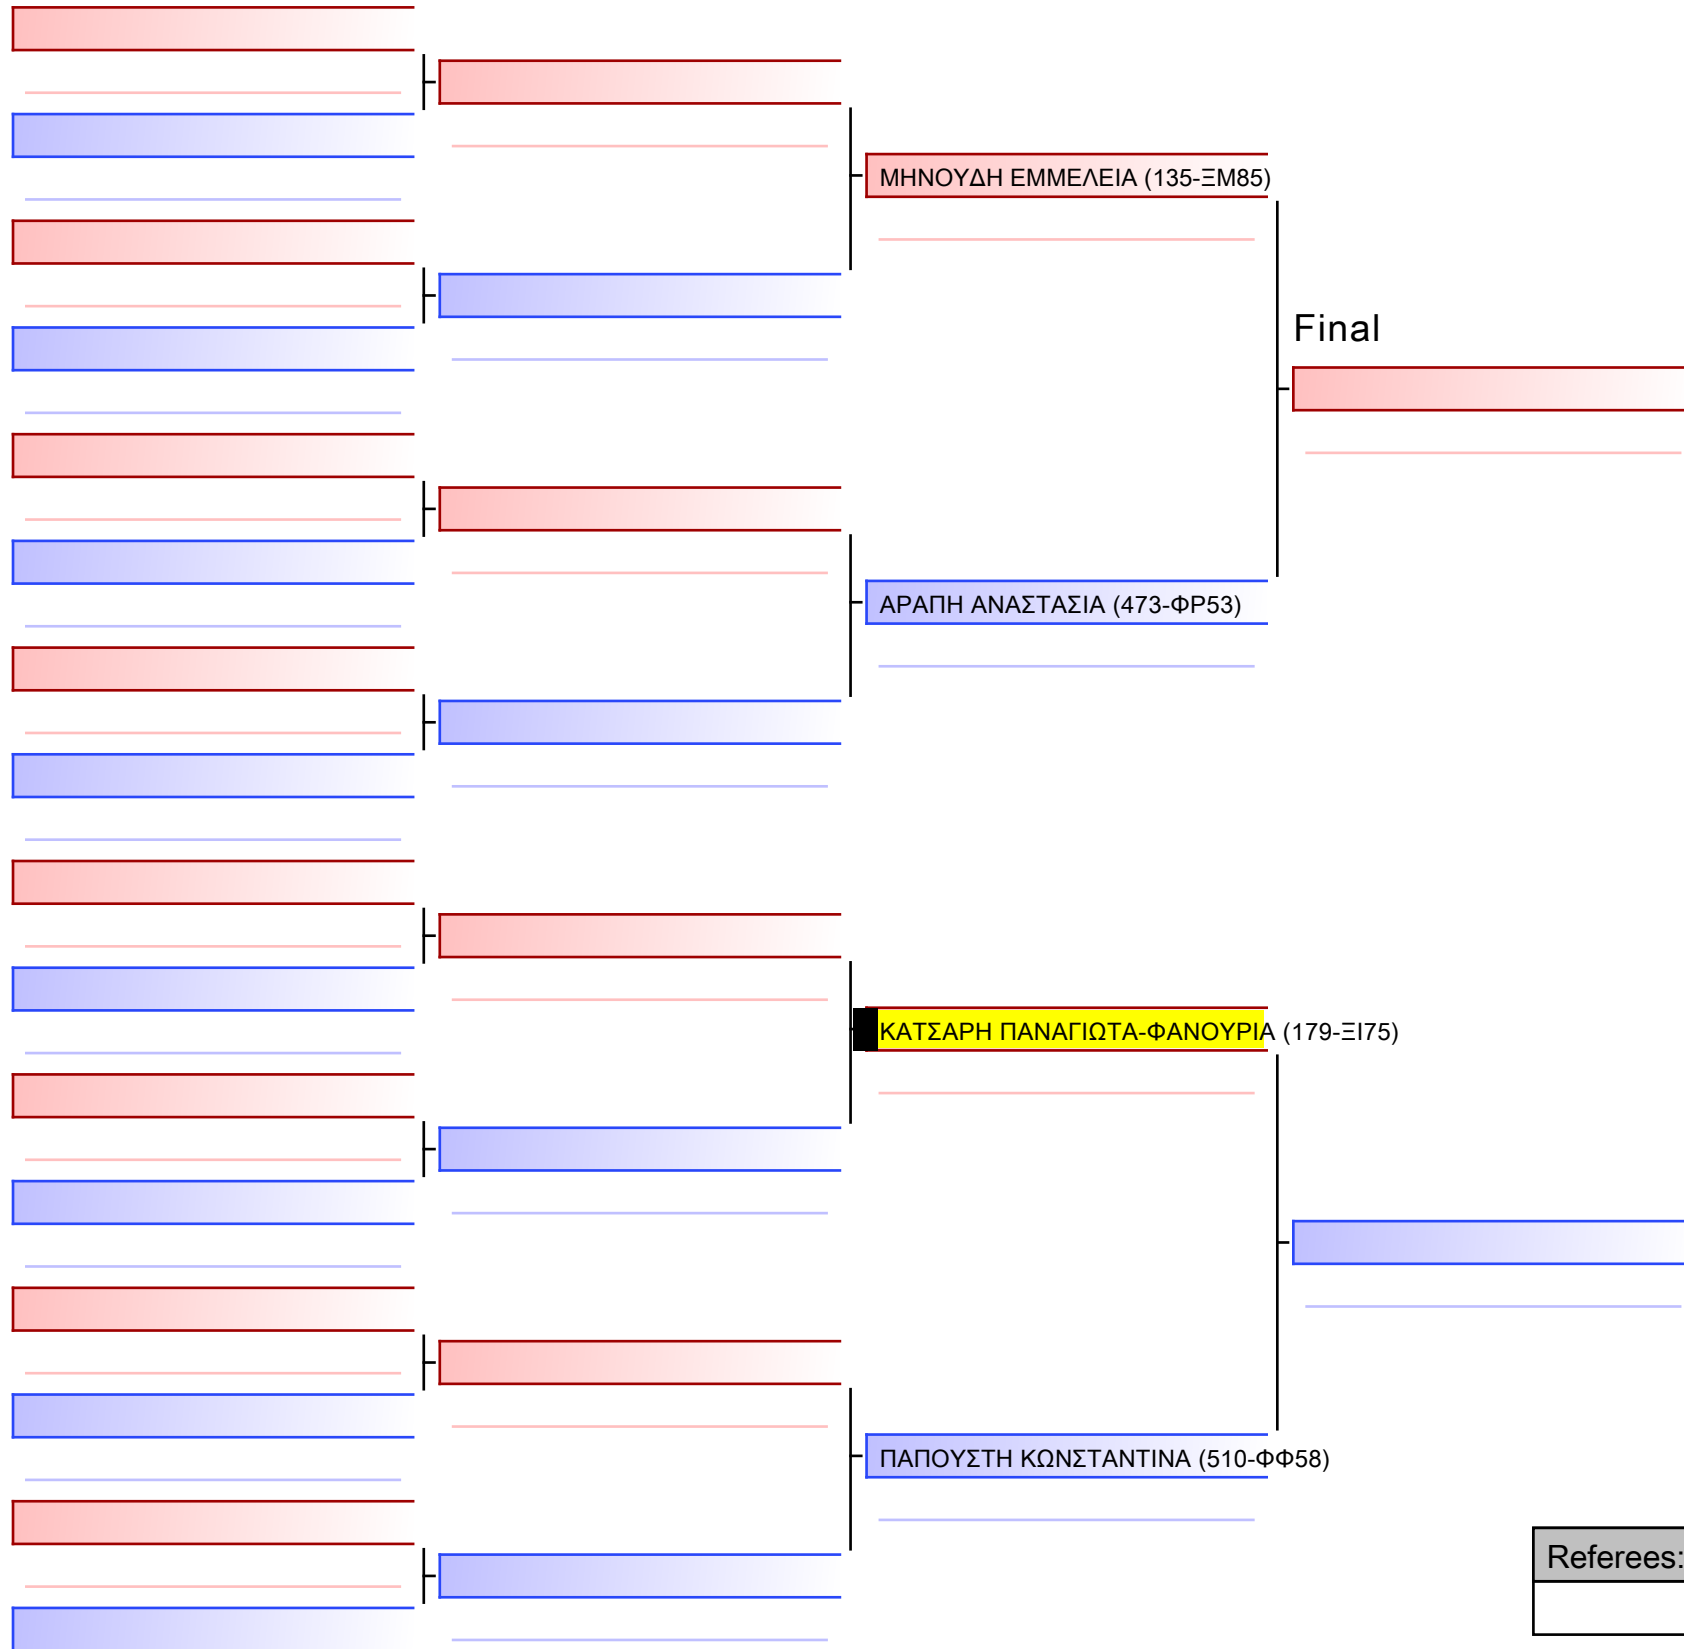 ΜΗΝΟΥΔΗ ΕΜΜΕΛΕΙΑ (135-ΞΜ85)
Final
ΑΡΑΠΗ ΑΝΑΣΤΑΣΙΑ (473-ΦΡ53)
ΚΑΤΣΑΡΗ ΠΑΝΑΓΙΩΤΑ-ΦΑΝΟΥΡΙΑ (179-ΞΙ75)
ΠΑΠΟΥΣΤΗ ΚΩΝΣΤΑΝΤΙΝΑ (510-ΦΦ58)
Referees: